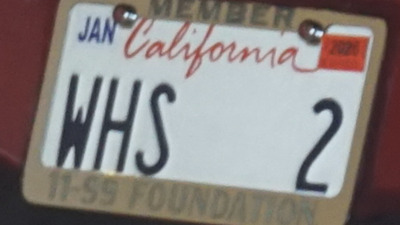 MEMBER
JAN California
WHS 2
11-99 FOUNDATION